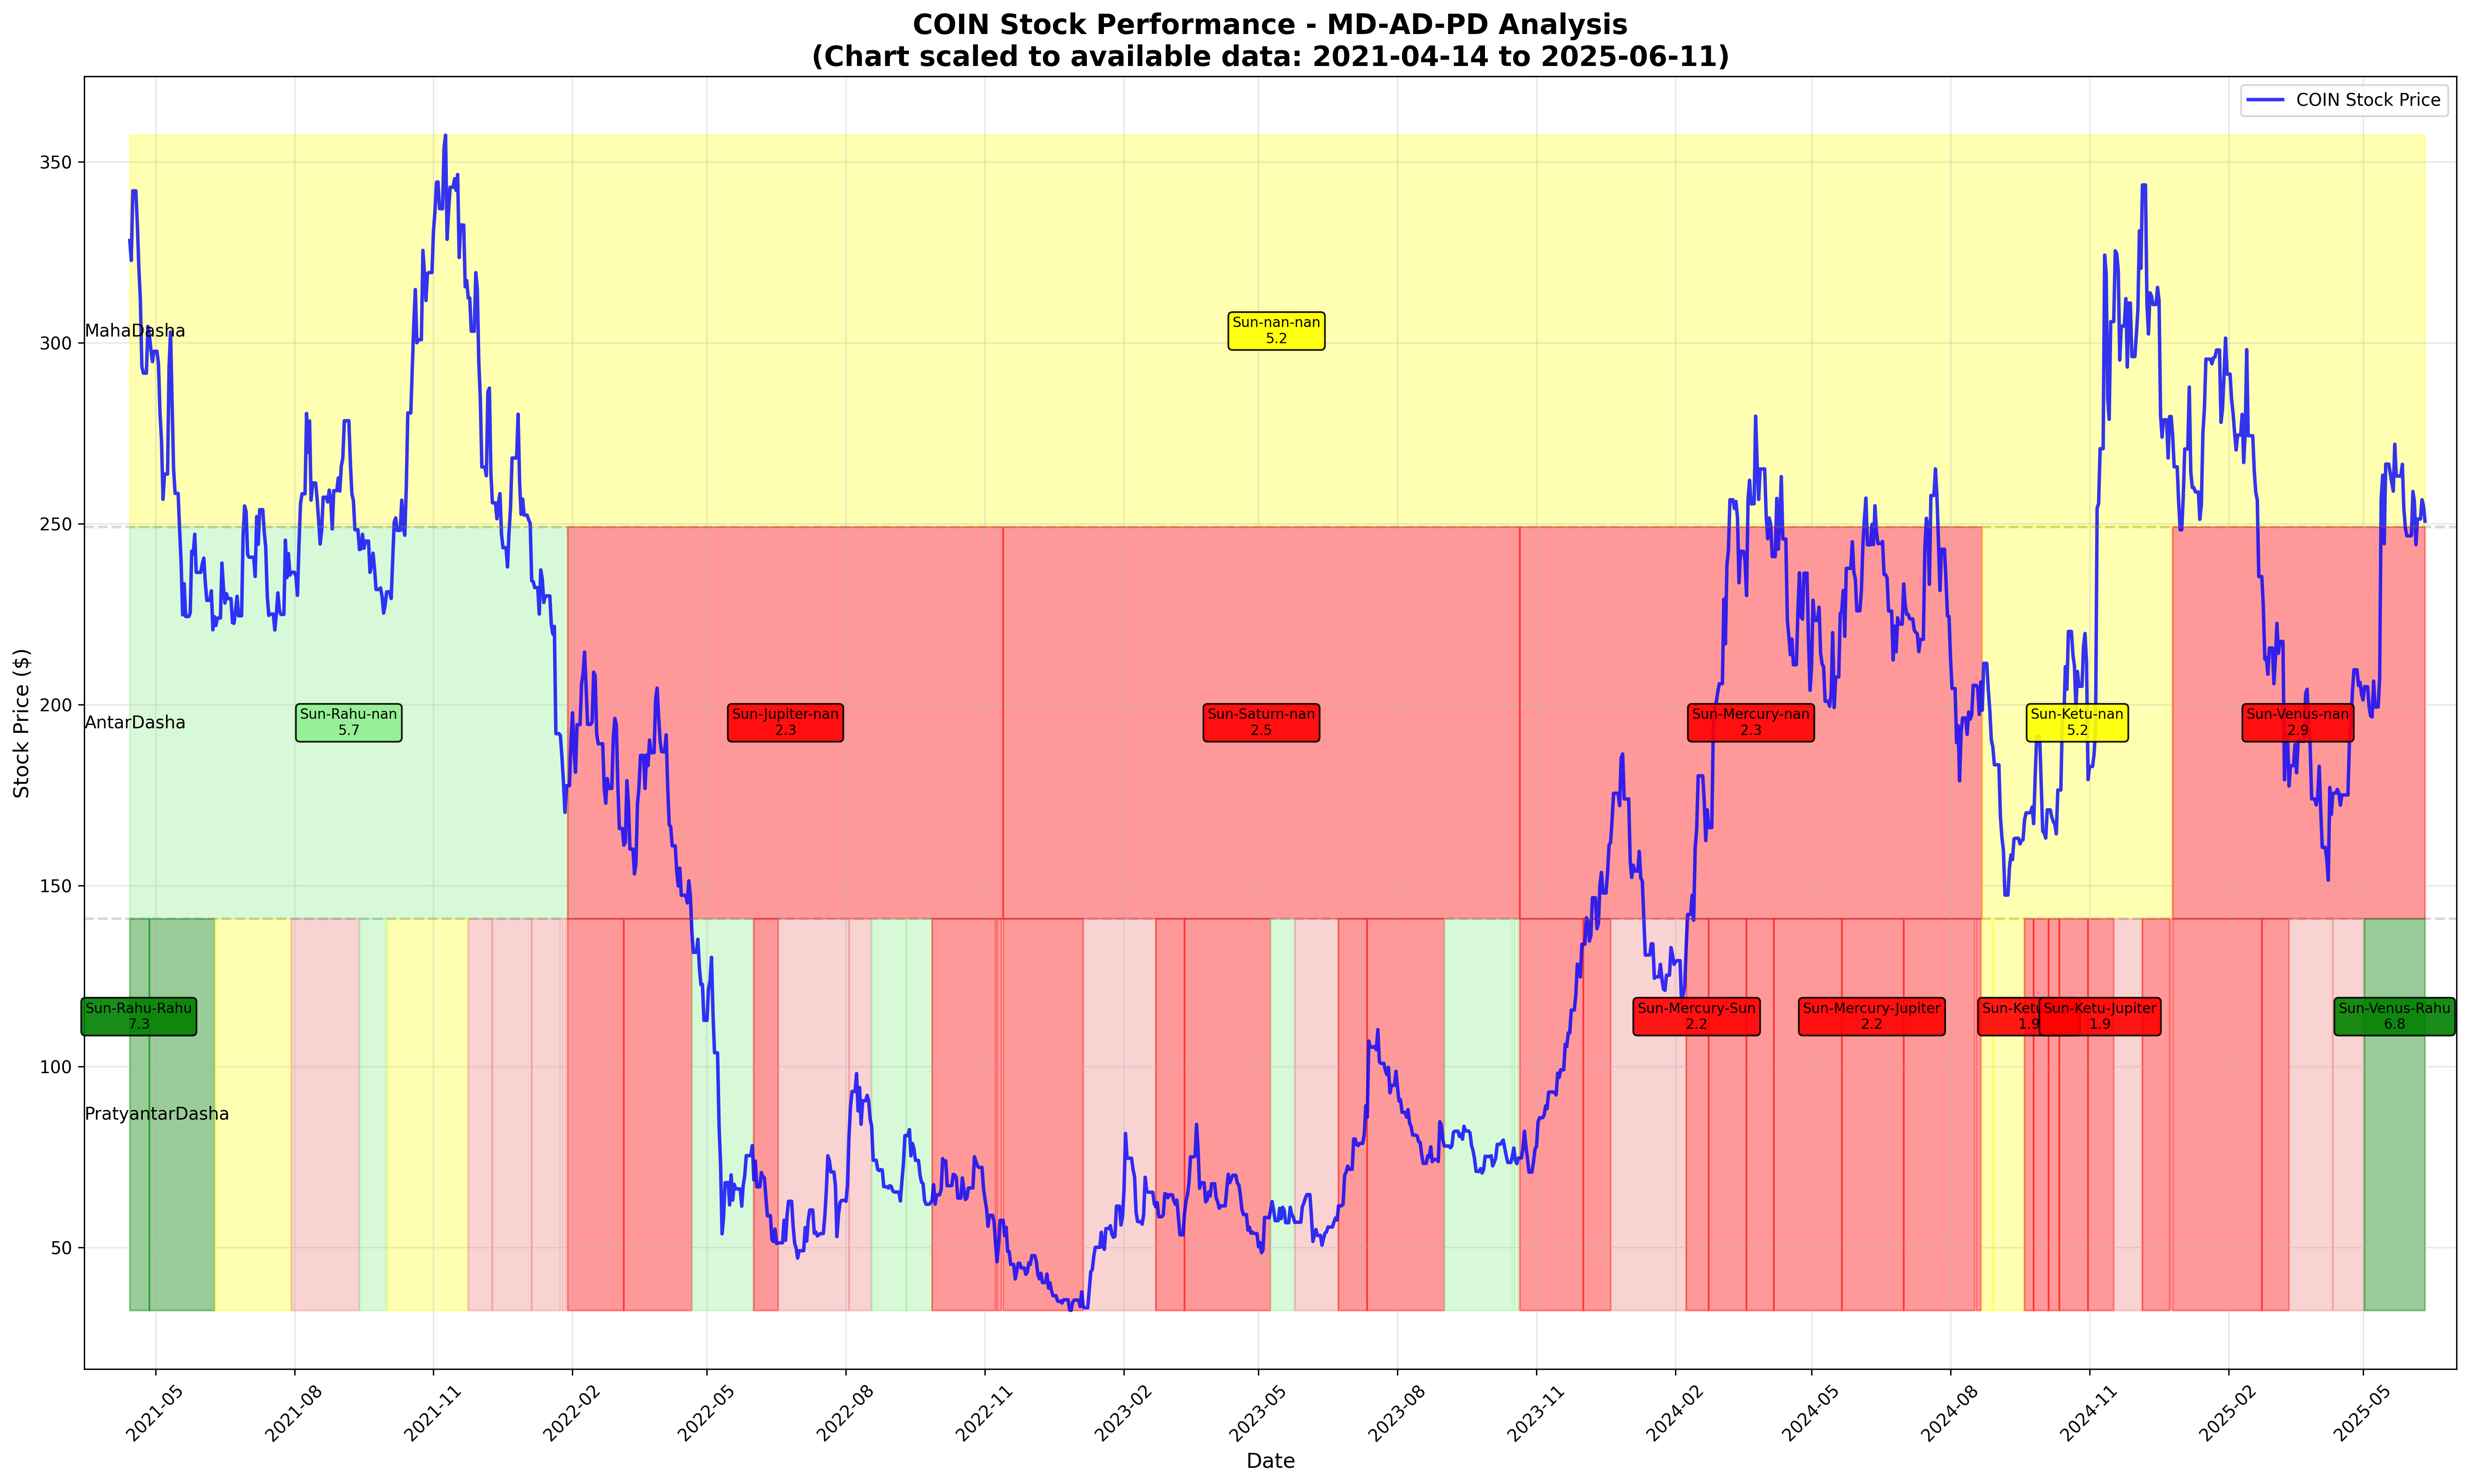 COIN Stock Performance - MD-AD-PD Analysis
(Chart scaled to available data: 2021-04-14 to 2025-06-11)
COIN Stock Price
Stock Price ($)
350
300
250
200
150
100
50
MahaDasha
Sun-nan-nan
5.2
AntarDasha
Sun-Rahu-nan
5.7
Sun-Jupiter-nan
2.3
Sun-Saturn-nan
2.5
Sun-Mercury-nan
2.3
Sun-Ketu-nan
5.2
Sun-Venus-nan
2.9
PratyantarDasha
Sun-Rahu-Rahu
7.3
Sun-Mercury-Sun
2.2
Sun-Mercury-Jupiter
2.2
1.9
Sun-Ketu-Jupiter
1.9
Sun-Venus-Rahu
6.8
2021-05
2021-08
2021-11
2022-02
2022-05
2022-08
2022-11
2023-02
2023-05
2023-08
2023-11
2024-02
2024-05
2024-08
2024-11
2025-02
2025-05
Date